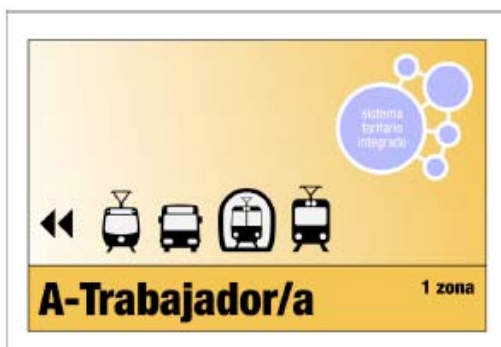 sistema
tarifario
integrado
A-Trabajador/a
1 zona